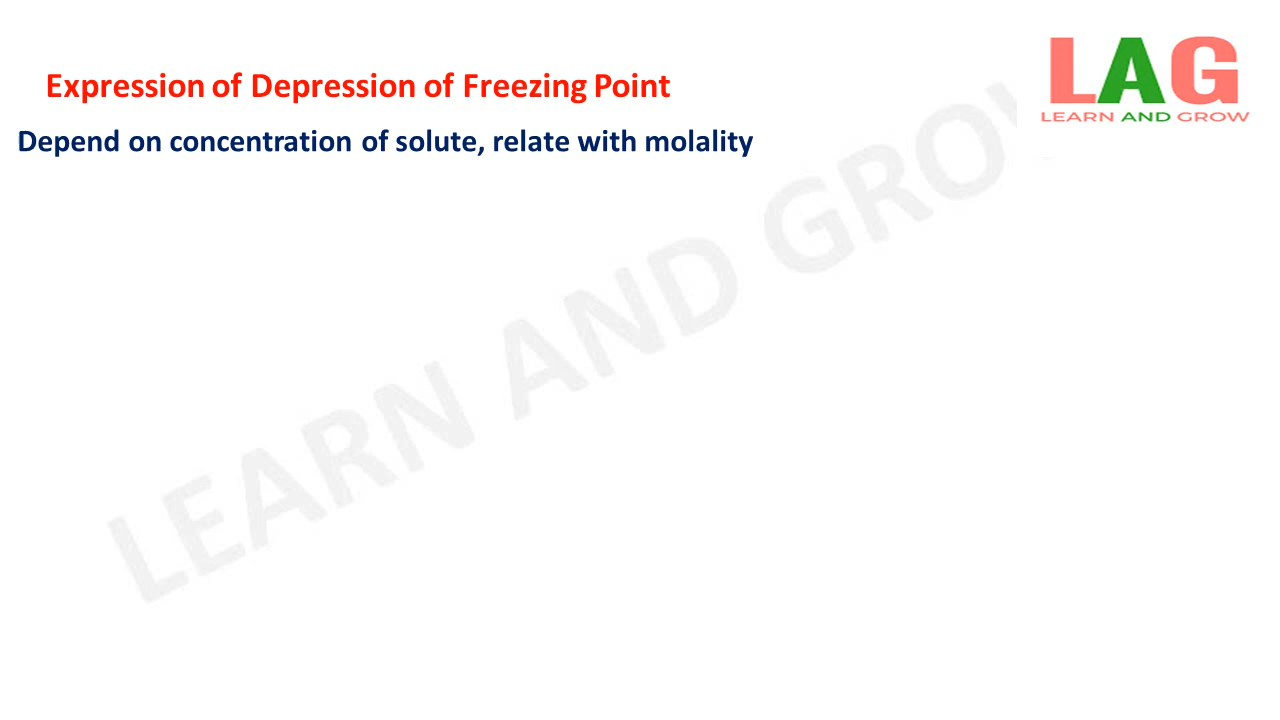 Expression of Depression of Freezing Point
Depend on concentration of solute, relate with molality
LAG
LEARN AND GROW
LEARN AND GROW